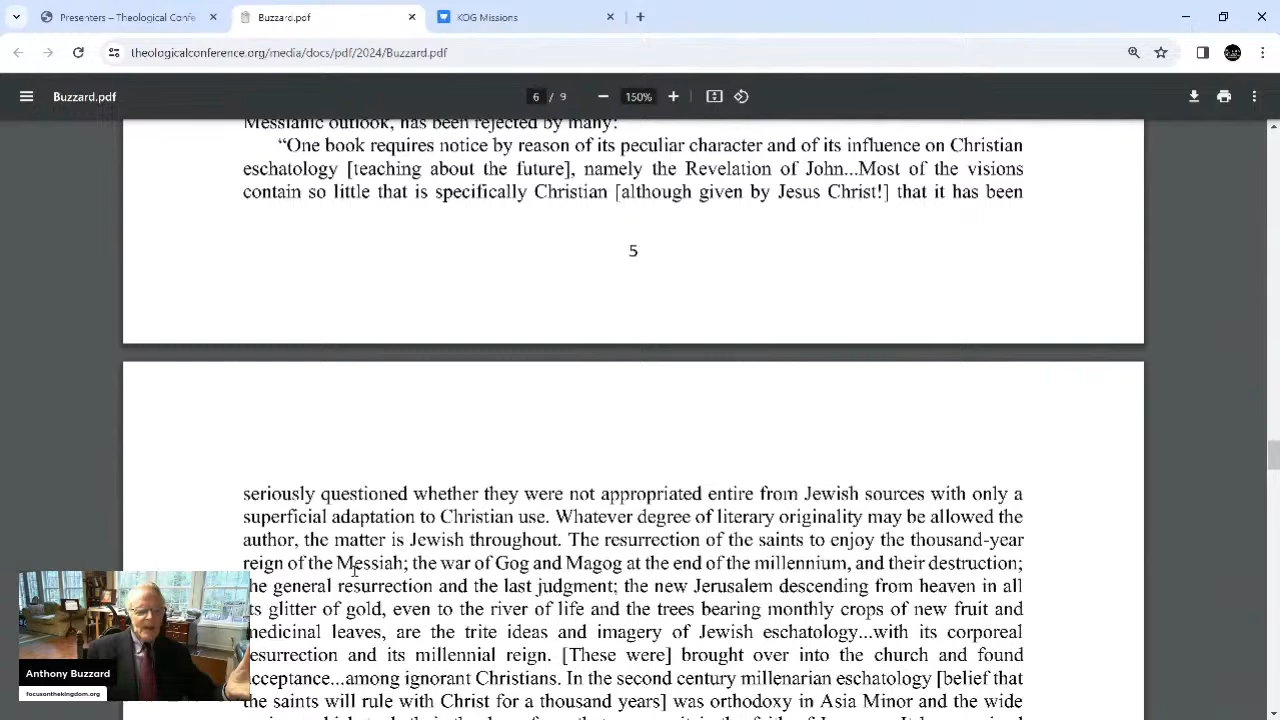 Presenters – Theological Confe
Buzzard.pdf
KOG Missions
theologicalconference.org/media/docs/pdf/2024/Buzzard.pdf
Buzzard.pdf
6 / 9
150%
Messianic outlook, has been rejected by many:
“One book requires notice by reason of its peculiar character and of its influence on Christian
eschatology [teaching about the future], namely the Revelation of John...Most of the visions
contain so little that is specifically Christian [although given by Jesus Christ!] that it has been
5
seriously questioned whether they were not appropriated entire from Jewish sources with only a
superficial adaptation to Christian use. Whatever degree of literary originality may be allowed the
author, the matter is Jewish throughout. The resurrection of the saints to enjoy the thousand-year
reign of the Messiah; the war of Gog and Magog at the end of the millennium, and their destruction;
the general resurrection and the last judgment; the new Jerusalem descending from heaven in all
its glitter of gold, even to the river of life and the trees bearing monthly crops of new fruit and
medicinal leaves, are the trite ideas and imagery of Jewish eschatology...with its corporeal
resurrection and its millennial reign. [These were] brought over into the church and found
acceptance...among ignorant Christians. In the second century millenarian eschatology [belief that
the saints will rule with Christ for a thousand years] was orthodoxy in Asia Minor and the wide
Anthony Buzzard
focusonthekingdom.org